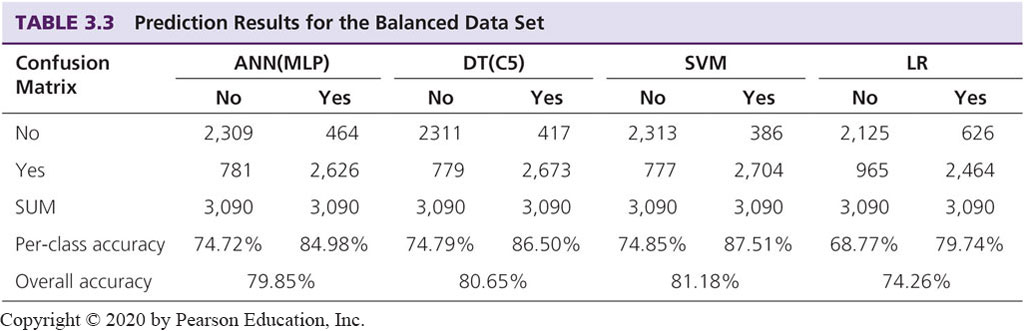 TABLE 3.3 Prediction Results for the Balanced Data Set
Confusion Matrix ANN(MLP) DT(C5) SVM LR
No Yes No Yes No Yes No Yes
No 2,309 464 2311 417 2,313 386 2,125 626
Yes 781 2,626 779 2,673 777 2,704 965 2,464
SUM 3,090 3,090 3,090 3,090 3,090 3,090 3,090 3,090
Per-class accuracy 74.72% 84.98% 74.79% 86.50% 74.85% 87.51% 68.77% 79.74%
Overall accuracy 79.85% 80.65% 81.18% 74.26%
Copyright © 2020 by Pearson Education, Inc.